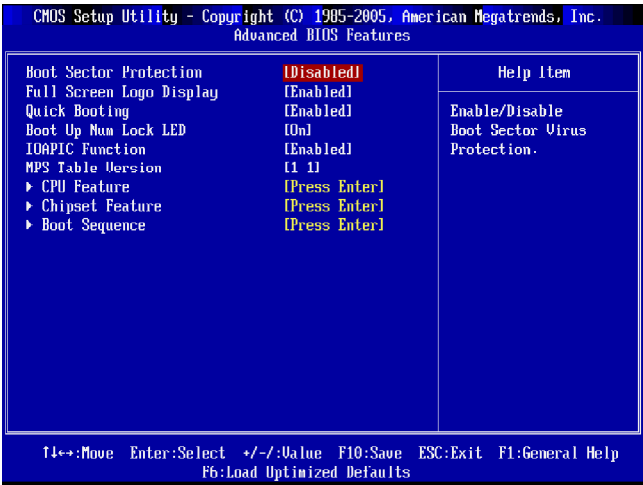 CMOS Setup Utility - Copyright (C) 1985-2005, American Megatrends, Inc.
Advanced BIOS Features
Boot Sector Protection [Disabled]
Full Screen Logo Display [Enabled]
Quick Booting [Enabled]
Boot Up Num Lock LED [On]
IOAPIC Function [Enabled]
MPS Table Version [1 1]
▶ CPU Feature [Press Enter]
▶ Chipset Feature [Press Enter]
▶ Boot Sequence [Press Enter]
Help Item
Enable/Disable
Boot Sector Virus
Protection.
↑↓←→:Move Enter:Select +/-/:Value F10:Save ESC:Exit F1:General Help
F6:Load Optimized Defaults